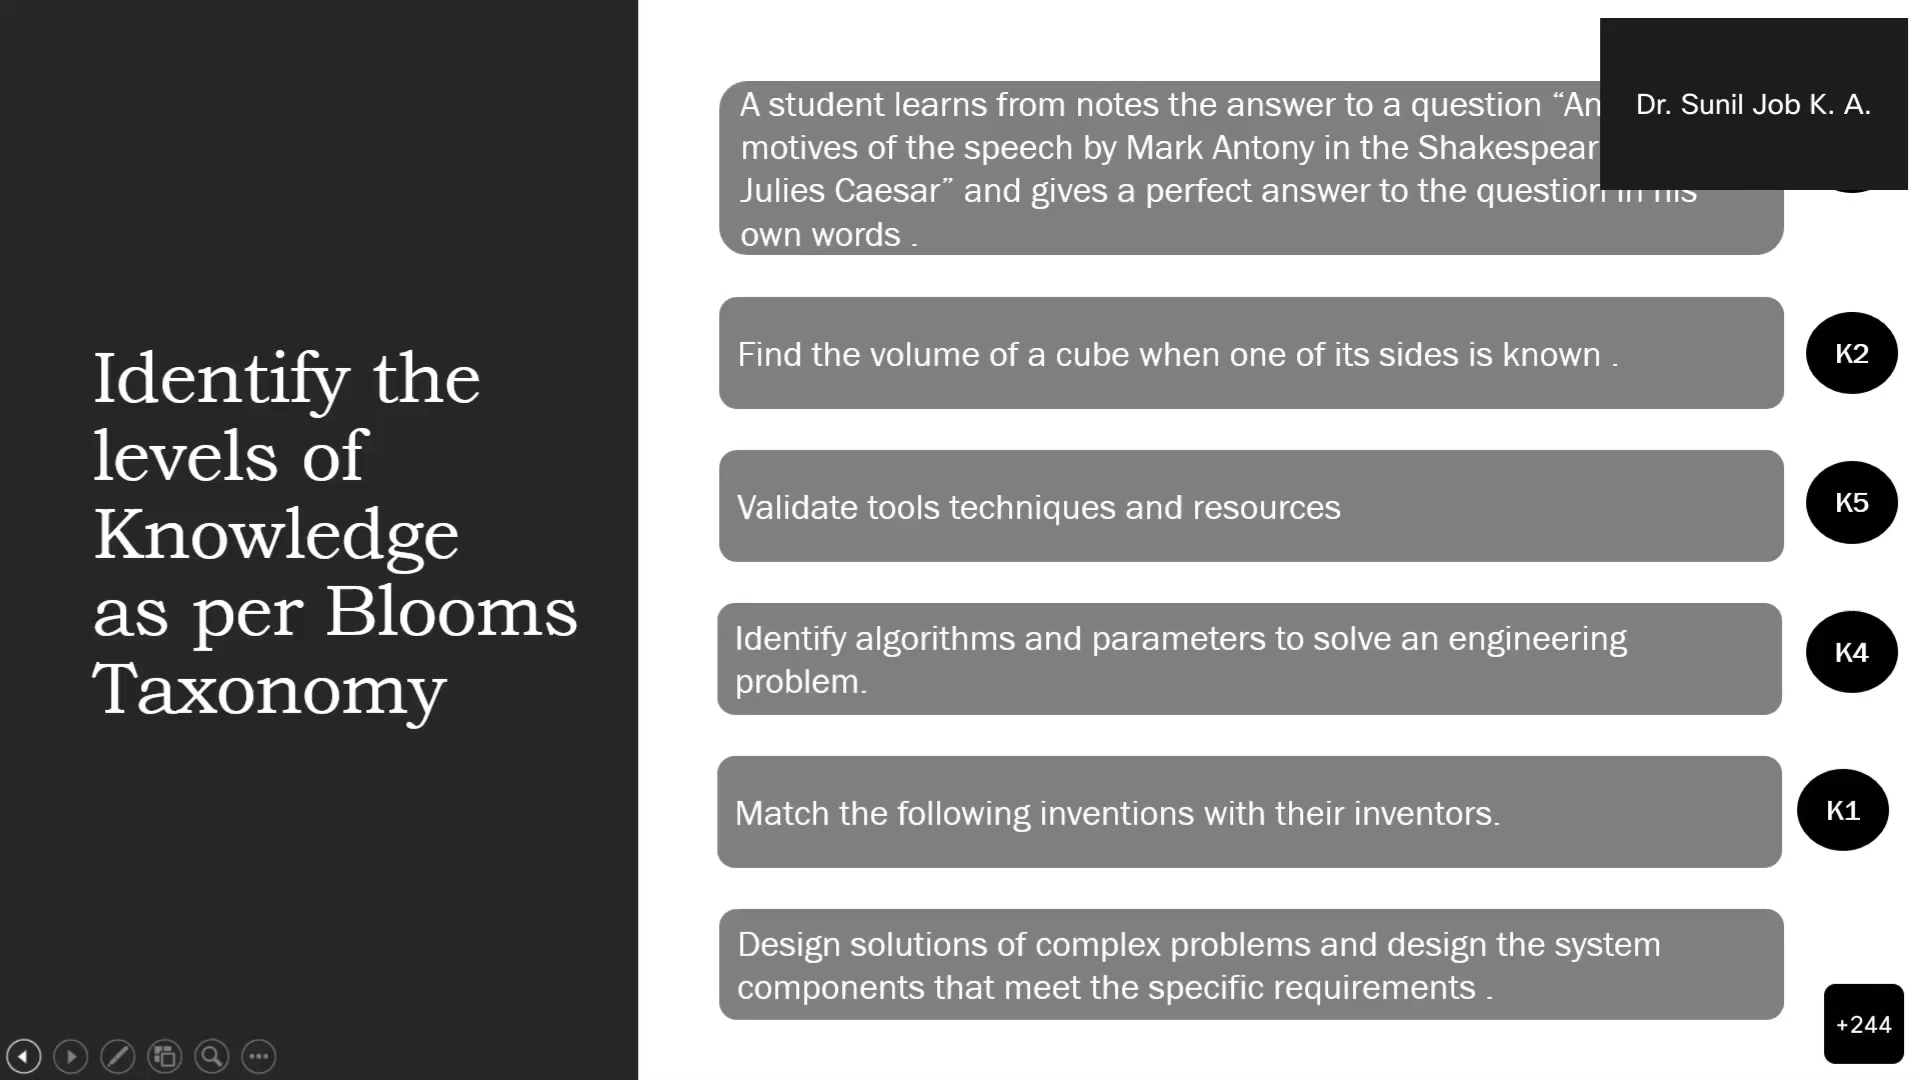 Identify the
levels of
Knowledge
as per Blooms
Taxonomy
A student learns from notes the answer to a question “An
motives of the speech by Mark Antony in the Shakespear
Julies Caesar” and gives a perfect answer to the question in his
own words .
Dr. Sunil Job K. A.
Find the volume of a cube when one of its sides is known .
K2
Validate tools techniques and resources
K5
Identify algorithms and parameters to solve an engineering
problem.
K4
Match the following inventions with their inventors.
K1
Design solutions of complex problems and design the system
components that meet the specific requirements .
+244